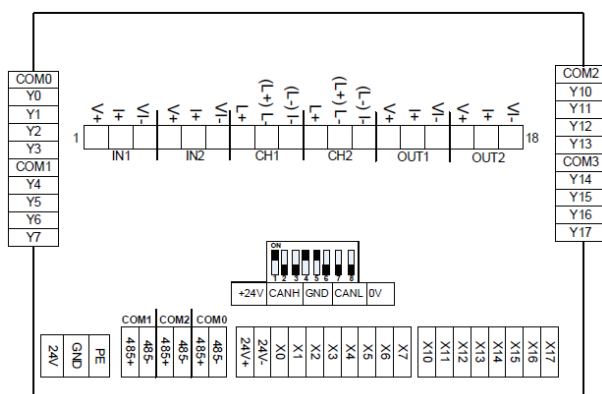 COM0
Y0
Y1
Y2
Y3
COM1
Y4
Y5
Y6
Y7
V+ I+ VI- V+ I+ VI- L+ (L+) L- (L-) I- L+ (L+) L- (L-) I- V+ I+ VI- V+ I+ VI-
1 18
IN1 IN2 CH1 CH2 OUT1 OUT2
COM2
Y10
Y11
Y12
Y13
COM3
Y14
Y15
Y16
Y17
ON
1 2 3 4 5 6 7 8
+24V CANH GND CANL 0V
COM1 COM2 COM0
24V GND PE
485+ 485- 485+ 485- 485+ 485-
24V+ 24V- X0 X1 X2 X3 X4 X5 X6 X7
X10 X11 X12 X13 X14 X15 X16 X17